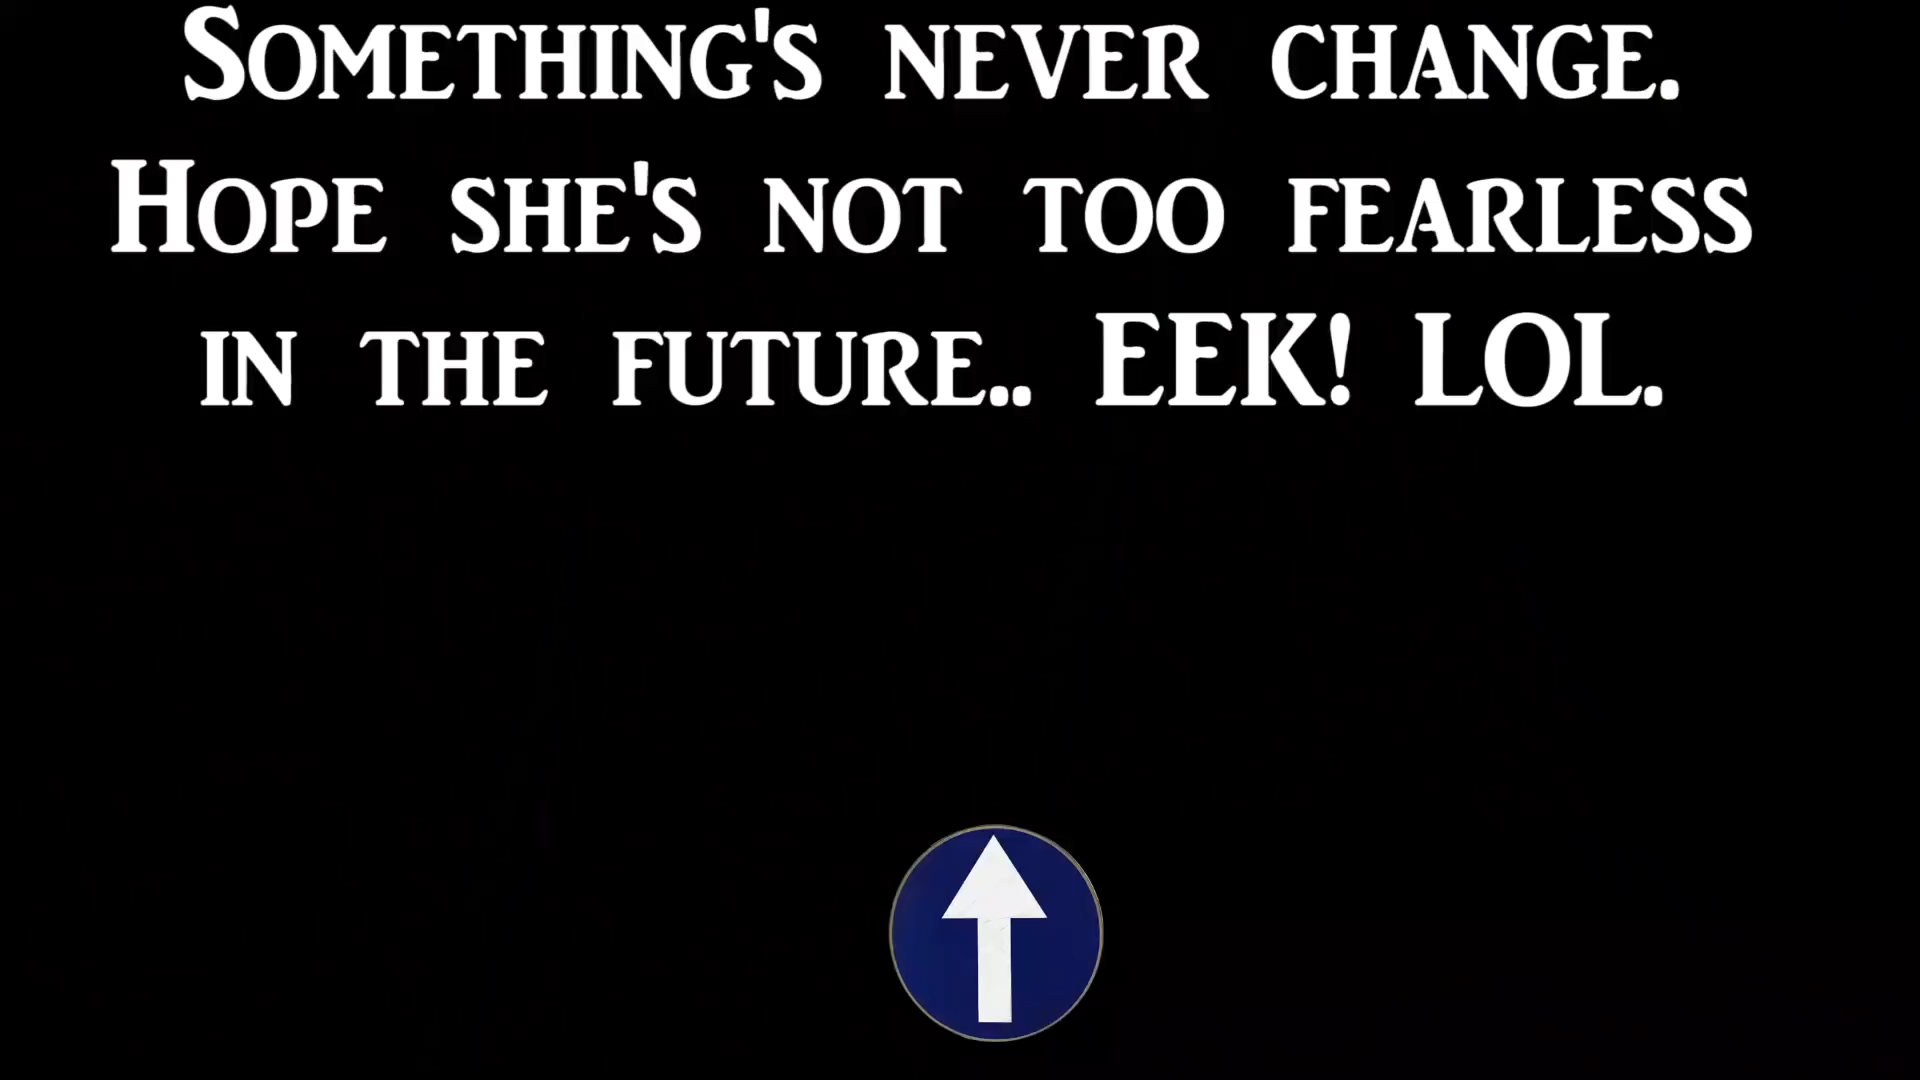 Something's never change.
Hope she's not too fearless
in the future.. EEK! LOL.